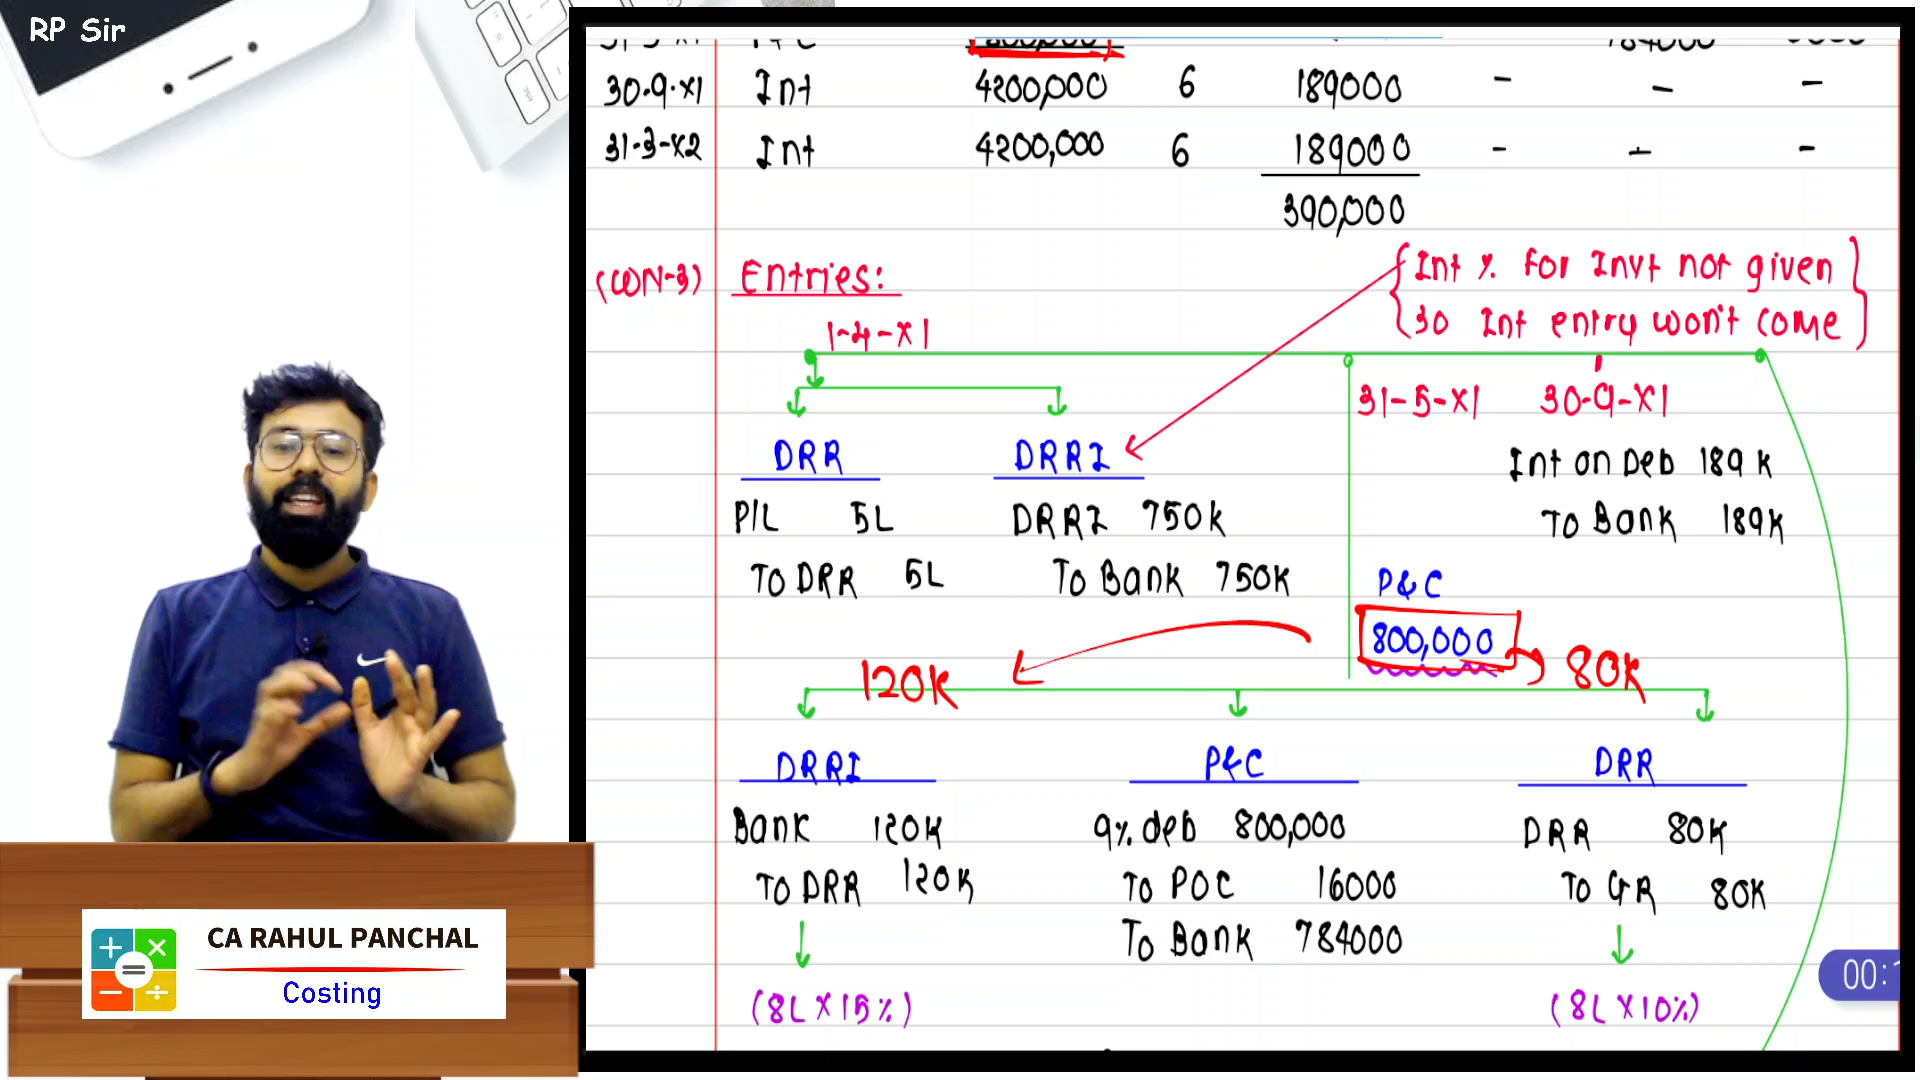 RP Sir
30-9-X1 Int 4200,000 6 189000 - - -
31-3-X2 Int 4200,000 6 189000 - - -
390,000
(WN-3) Entries:
{Int % for Invt not given}
{so Int entry won't come}
1-4-X1
31-5-X1 30-9-X1
DRR DRRI
Int on Deb 189K
P/L 5L DRRI 750K
To Bank 189K
To DRR 5L To Bank 750K
P&C
800,000
120K
80K
DRRI P&C DRR
Bank 120K 9% deb 800,000 DRR 80K
To DRR 120K To POC 16000 To GR 80K
To Bank 784000
(8L X 15%) (8L X 10%)
CA RAHUL PANCHAL
Costing